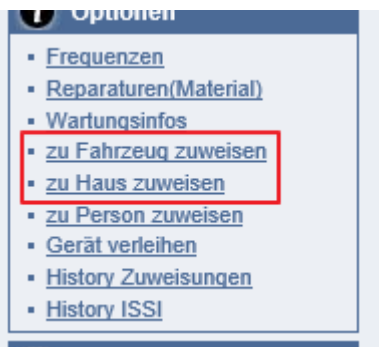 Optionen
Frequenzen
Reparaturen(Material)
Wartungsinfos
zu Fahrzeug zuweisen
zu Haus zuweisen
zu Person zuweisen
Gerät verleihen
History Zuweisungen
History ISSI